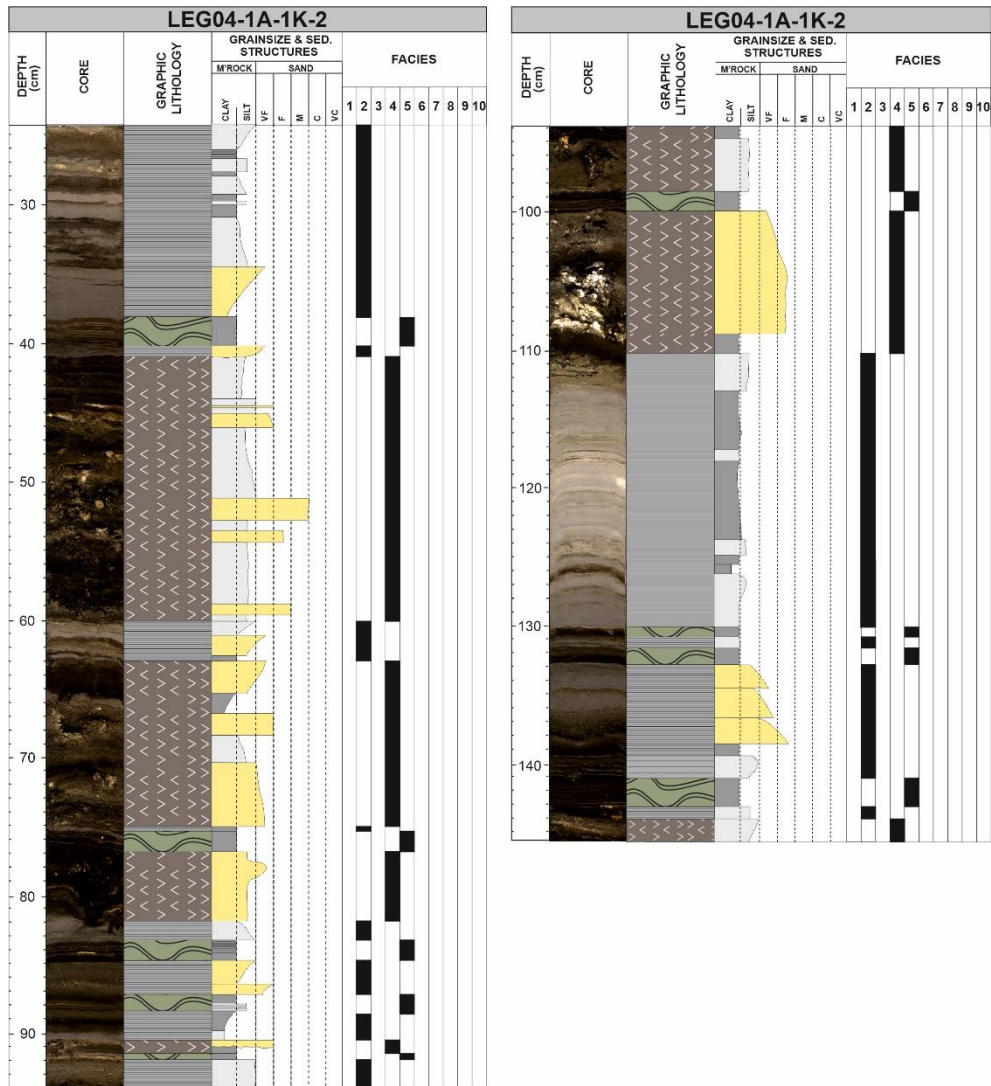 LEG04-1A-1K-2
DEPTH
(cm)
CORE
GRAPHIC
LITHOLOGY
GRAINSIZE & SED.
STRUCTURES
M'ROCK
SAND
CLAY
SILT
VF
F
M
C
VC
FACIES
1 2 3 4 5 6 7 8 9 10
30
40
50
60
70
80
90
LEG04-1A-1K-2
DEPTH
(cm)
CORE
GRAPHIC
LITHOLOGY
GRAINSIZE & SED.
STRUCTURES
M'ROCK
SAND
CLAY
SILT
VF
F
M
C
VC
FACIES
1 2 3 4 5 6 7 8 9 10
100
110
120
130
140